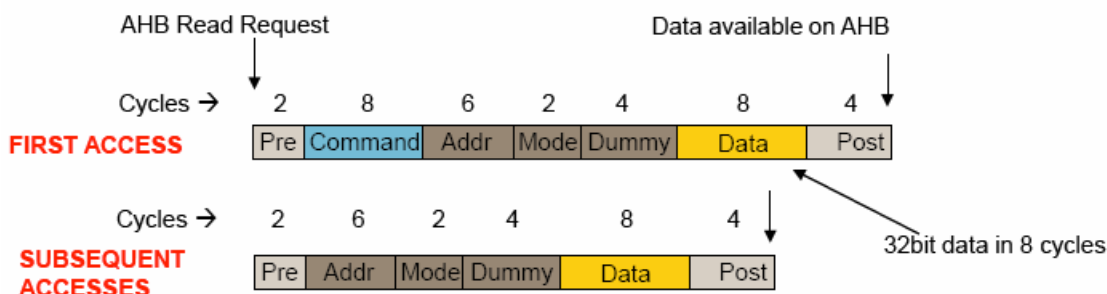 AHB Read Request
Data available on AHB
Cycles → 2 8 6 2 4 8 4
FIRST ACCESS Pre Command Addr Mode Dummy Data Post
Cycles → 2 6 2 4 8 4
32bit data in 8 cycles
SUBSEQUENT
ACCESSES
Pre Addr Mode Dummy Data Post